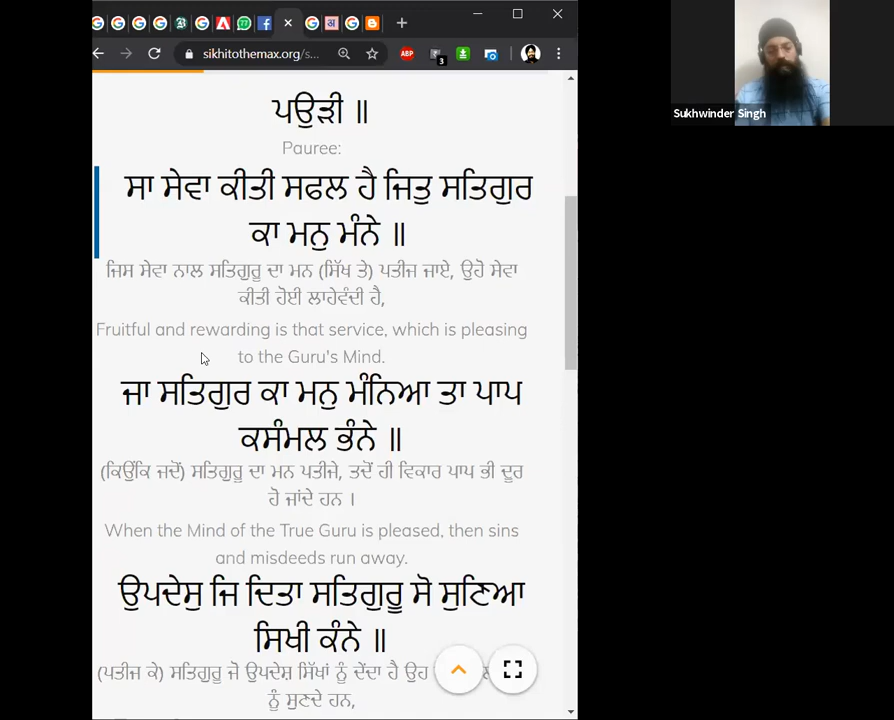 sikhitothemax.org/s...
3
Sukhwinder Singh
ਪਉੜੀ ॥
Pauree:
ਸਾ ਸੇਵਾ ਕੀਤੀ ਸਫਲ ਹੈ ਜਿਤੁ ਸਤਿਗੁਰ
ਕਾ ਮਨੁ ਮੰਨੇ ॥
ਜਿਸ ਸੇਵਾ ਨਾਲ ਸਤਿਗੁਰੂ ਦਾ ਮਨ (ਸਿੱਖ ਤੇ) ਪਤੀਜ ਜਾਏ, ਉਹੋ ਸੇਵਾ
ਕੀਤੀ ਹੋਈ ਲਾਹੇਵੰਦੀ ਹੈ,
Fruitful and rewarding is that service, which is pleasing
to the Guru's Mind.
ਜਾ ਸਤਿਗੁਰ ਕਾ ਮਨੁ ਮੰਨਿਆ ਤਾ ਪਾਪ
ਕਸੰਮਲ ਭੰਨੇ ॥
(ਕਿਉਂਕਿ ਜਦੋਂ) ਸਤਿਗੁਰੂ ਦਾ ਮਨ ਪਤੀਜੇ, ਤਦੋਂ ਹੀ ਵਿਕਾਰ ਪਾਪ ਭੀ ਦੂਰ
ਹੋ ਜਾਂਦੇ ਹਨ ।
When the Mind of the True Guru is pleased, then sins
and misdeeds run away.
ਉਪਦੇਸੁ ਜਿ ਦਿਤਾ ਸਤਿਗੁਰੂ ਸੋ ਸੁਣਿਆ
ਸਿਖੀ ਕੰਨੇ ॥
(ਪਤੀਜ ਕੇ) ਸਤਿਗੁਰੂ ਜੋ ਉਪਦੇਸ਼ ਸਿੱਖਾਂ ਨੂੰ ਦੇਂਦਾ ਹੈ ਉਹ
ਨੂੰ ਸੁਣਦੇ ਹਨ,